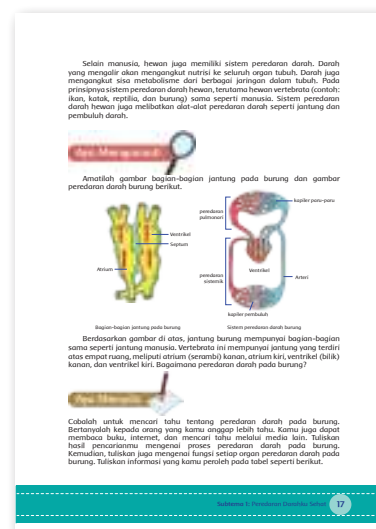 Selain manusia, hewan juga memiliki sistem peredaran darah. Darah
yang mengalir akan mengangkut nutrisi ke seluruh organ tubuh. Darah juga
mengangkut sisa metabolisme dari berbagai jaringan dalam tubuh. Pada
prinsipnya sistem peredaran darah hewan, terutama hewan vertebrata (contoh:
ikan, katak, reptilia, dan burung) sama seperti manusia. Sistem peredaran
darah hewan juga melibatkan alat-alat peredaran darah seperti jantung dan
pembuluh darah.
Ayo Mengamati
Amatilah gambar bagian-bagian jantung pada burung dan gambar
peredaran darah burung berikut.
Ventrikel
Septum
Atrium
Bagian-bagian jantung pada burung
peredaran
pulmonari
kapiler paru-paru
peredaran
sistemik
Ventrikel
Arteri
kapiler pembuluh
Sistem peredaran darah burung
Berdasarkan gambar di atas, jantung burung mempunyai bagian-bagian
sama seperti jantung manusia. Vertebrata ini mempunyai jantung yang terdiri
atas empat ruang, meliputi atrium (serambi) kanan, atrium kiri, ventrikel (bilik)
kanan, dan ventrikel kiri. Bagaimana peredaran darah pada burung?
Ayo Menulis
Cobalah untuk mencari tahu tentang peredaran darah pada burung.
Bertanyalah kepada orang yang kamu anggap lebih tahu. Kamu juga dapat
membaca buku, internet, dan mencari tahu melalui media lain. Tuliskan
hasil pencarianmu mengenai proses peredaran darah pada burung.
Kemudian, tuliskan juga mengenai fungsi setiap organ peredaran darah pada
burung. Tuliskan informasi yang kamu peroleh pada tabel seperti berikut.
Subtema 1: Peredaran Darahku Sehat 17